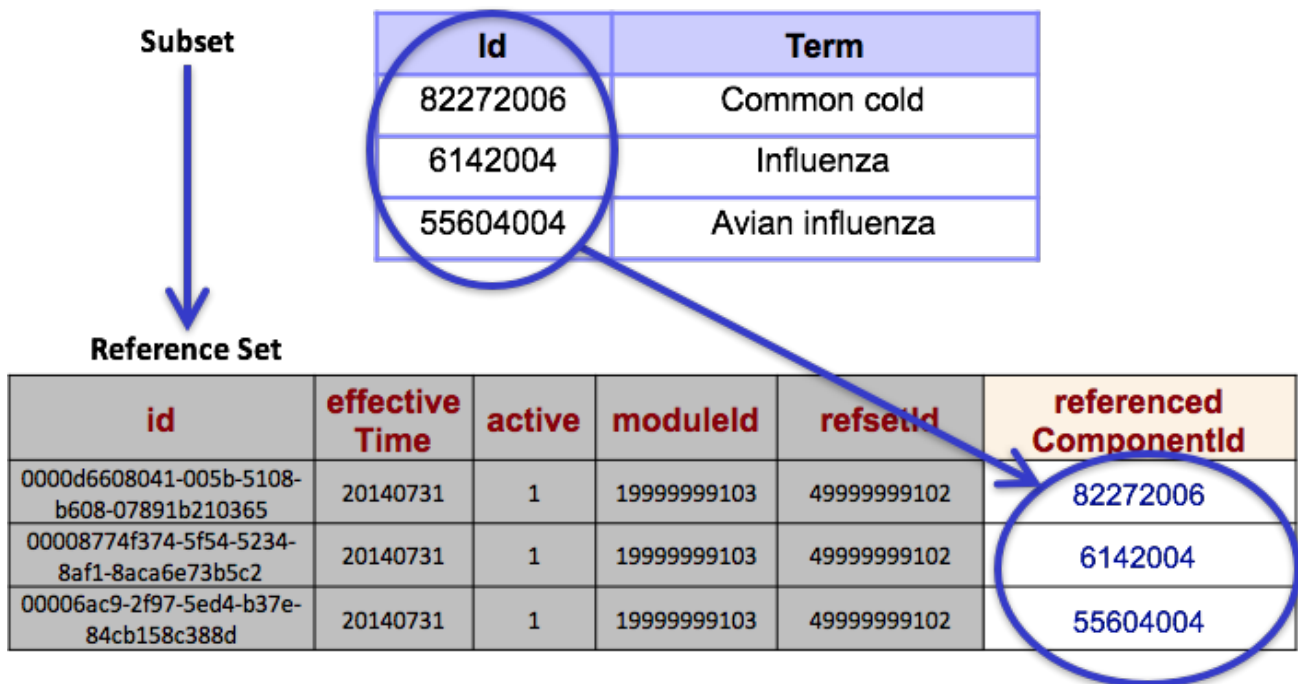 Subset
Id Term
82272006 Common cold
6142004 Influenza
55604004 Avian influenza
Reference Set
id effective Time active moduleId refsetId referenced ComponentId
0000d6608041-005b-5108-
b608-07891b210365 20140731 1 19999999103 49999999102 82272006
00008774f374-5f54-5234-
8af1-8aca6e73b5c2 20140731 1 19999999103 49999999102 6142004
00006ac9-2f97-5ed4-b37e-
84cb158c388d 20140731 1 19999999103 49999999102 55604004